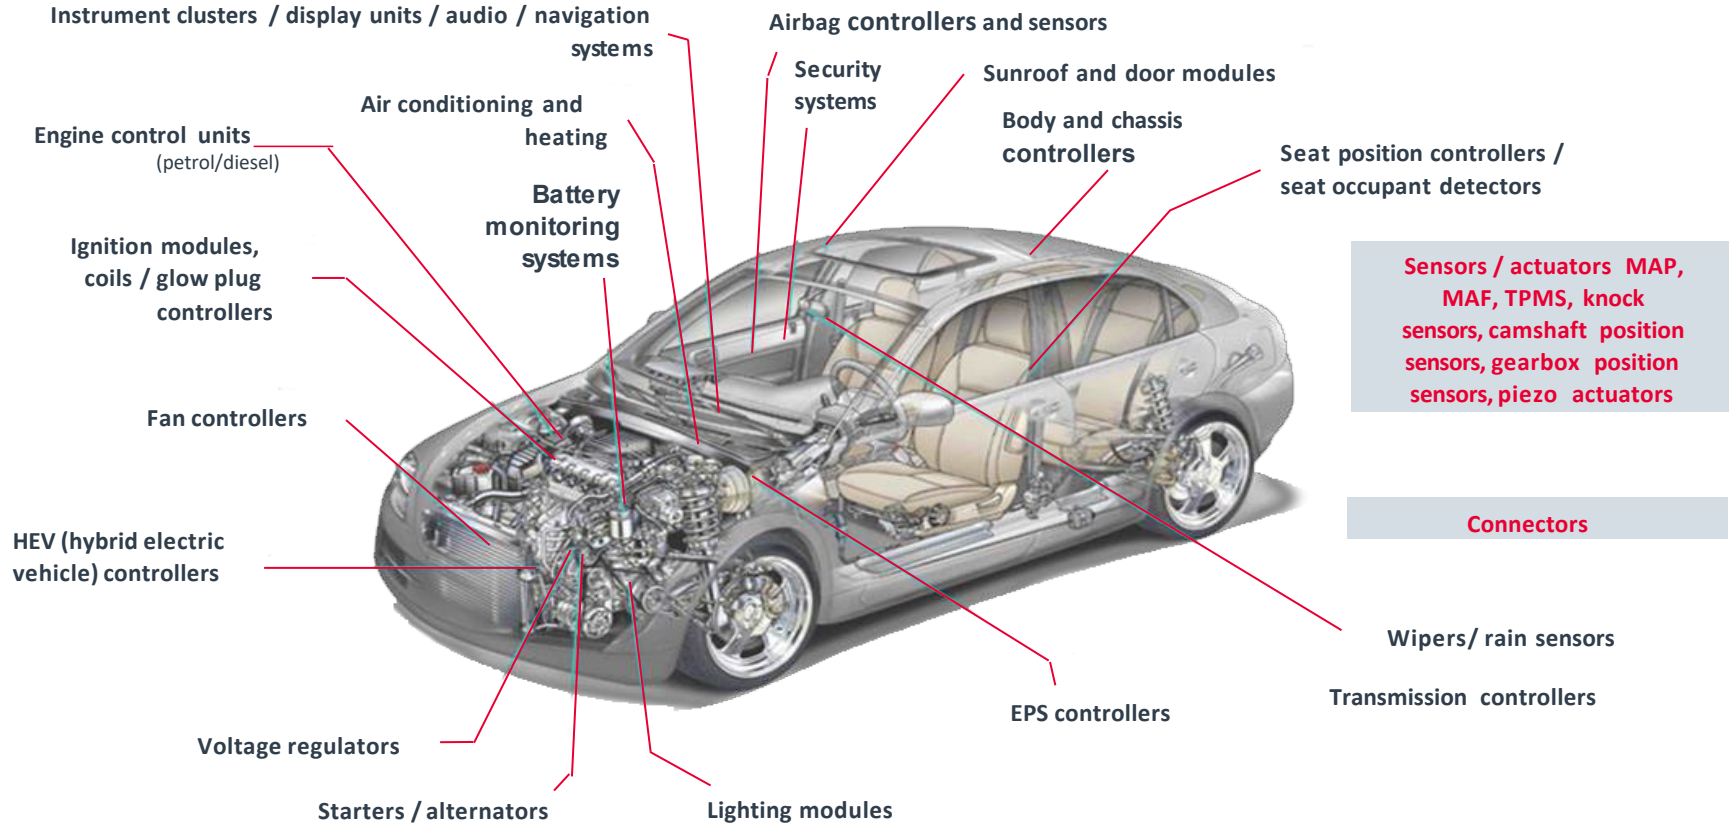 Instrument clusters / display units / audio / navigation
systems
Airbag controllers and sensors
Security
systems
Sunroof and door modules
Air conditioning and
heating
Body and chassis
controllers
Engine control units
(petrol/diesel)
Seat position controllers /
seat occupant detectors
Battery
monitoring
systems
Ignition modules,
coils / glow plug
controllers
Sensors / actuators MAP,
MAF, TPMS, knock
sensors, camshaft position
sensors, gearbox position
sensors, piezo actuators
Fan controllers
Connectors
HEV (hybrid electric
vehicle) controllers
Wipers/ rain sensors
Transmission controllers
EPS controllers
Voltage regulators
Starters / alternators
Lighting modules